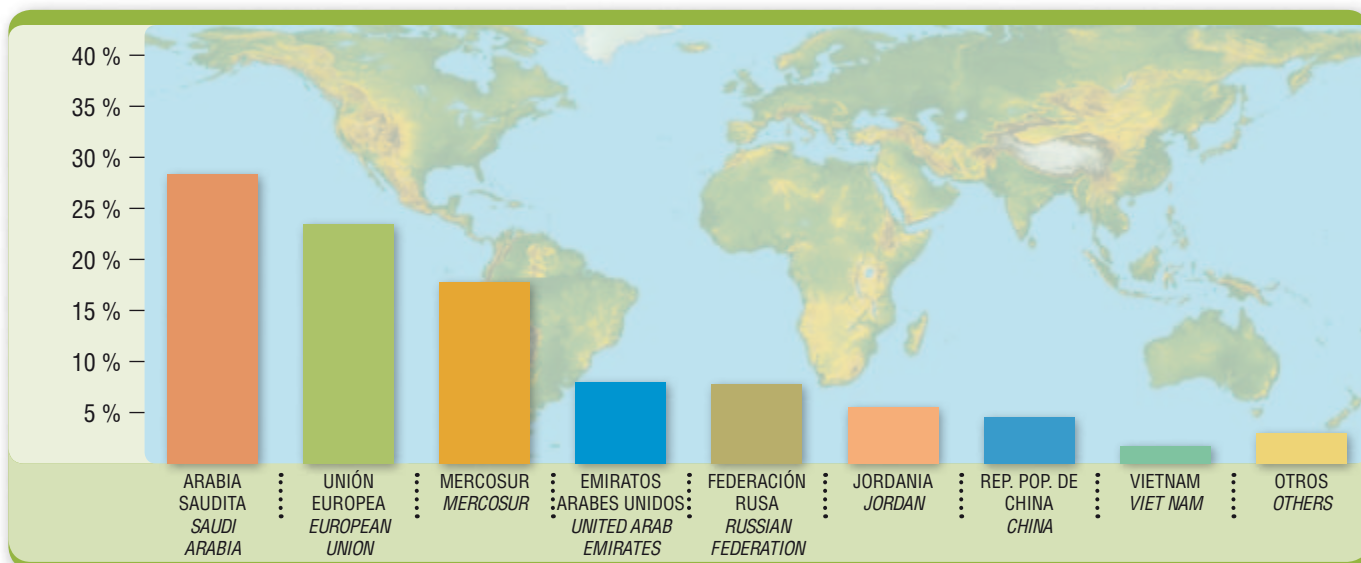 40 %
35 %
30 %
25 %
20 %
15 %
10 %
5 %
ARABIA
SAUDITA
SAUDI
ARABIA
UNIÓN
EUROPEA
EUROPEAN
UNION
MERCOSUR
MERCOSUR
EMIRATOS
ARABES UNIDOS
UNITED ARAB
EMIRATES
FEDERACIÓN
RUSA
RUSSIAN
FEDERATION
JORDANIA
JORDAN
REP. POP. DE
CHINA
CHINA
VIETNAM
VIET NAM
OTROS
OTHERS